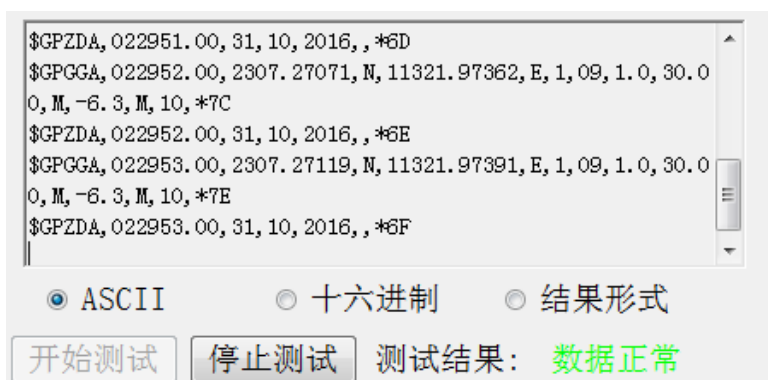 $GPZDA,022951.00,31,10,2016,,*6D
$GPGGA,022952.00,2307.27071,N,11321.97362,E,1,09,1.0,30.0
0,M,-6.3,M,10,*7C
$GPZDA,022952.00,31,10,2016,,*6E
$GPGGA,022953.00,2307.27119,N,11321.97391,E,1,09,1.0,30.0
0,M,-6.3,M,10,*7E
$GPZDA,022953.00,31,10,2016,,*6F
ASCII 十六进制 结果形式
开始测试 停止测试 测试结果: 数据正常